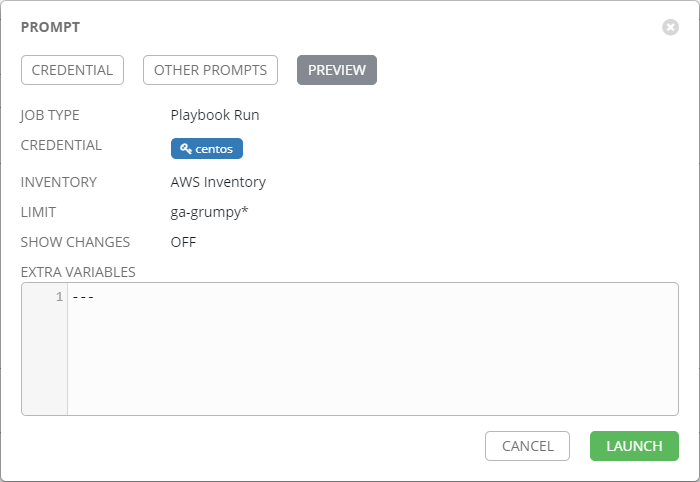 PROMPT
CREDENTIAL OTHER PROMPTS PREVIEW
JOB TYPE Playbook Run
CREDENTIAL centos
INVENTORY AWS Inventory
LIMIT ga-grumpy*
SHOW CHANGES OFF
EXTRA VARIABLES
1 ---
CANCEL LAUNCH